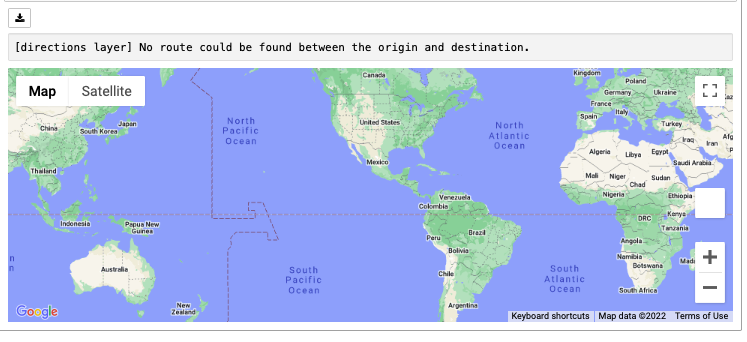 [directions layer] No route could be found between the origin and destination.
Map
Satellite
Canada
Kingdom
Poland
Germany
Ukraine
France
Italy
Spain
Turkey
az
China
South Korea
Japan
North
Pacific
Ocean
United States
North
Atlantic
Ocean
Iraq
Iran
Afg
Algeria
Libya
Egypt
Saudi Arabia
Thailand
Mexico
Mali
Niger
Sudan
Chad
Nigeria
Ethiopia
Venezuela
Colombia
Indonesia
Papua New
Guinea
DRC
Kenya
Tanzania
Peru
Brazil
Bolivia
Angola
Namibia
Botswana
Mada
n
n
Australia
South
Pacific
Ocean
Chile
South
Atlantic
Ocean
South Africa
New
Zealand
Argentina
Google
Keyboard shortcuts
Map data ©2022
Terms of Use